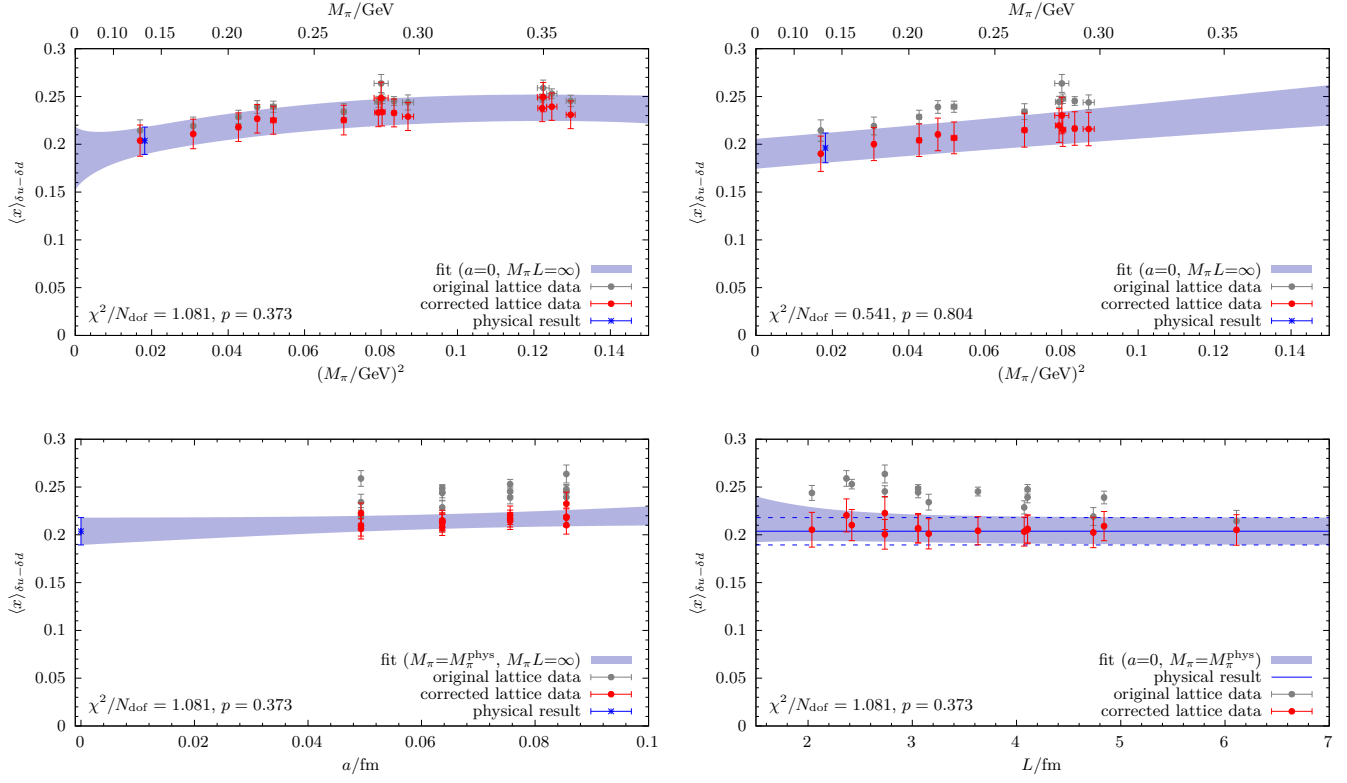 M_π/GeV
0 0.10 0.15 0.20 0.25 0.30 0.35
0.3
0.25
0.2
0.15
0.1
0.05
0
⟨x⟩_{δu−δd}
fit (a=0, M_πL=∞)
original lattice data
corrected lattice data
physical result
χ²/N_dof = 1.081, p = 0.373
0 0.02 0.04 0.06 0.08 0.1 0.12 0.14
(M_π/GeV)²
M_π/GeV
0 0.10 0.15 0.20 0.25 0.30 0.35
0.3
0.25
0.2
0.15
0.1
0.05
0
⟨x⟩_{δu−δd}
fit (a=0, M_πL=∞)
original lattice data
corrected lattice data
physical result
χ²/N_dof = 0.541, p = 0.804
0 0.02 0.04 0.06 0.08 0.1 0.12 0.14
(M_π/GeV)²
0.3
0.25
0.2
0.15
0.1
0.05
0
⟨x⟩_{δu−δd}
fit (M_π=M_π^phys, M_πL=∞)
original lattice data
corrected lattice data
physical result
χ²/N_dof = 1.081, p = 0.373
0 0.02 0.04 0.06 0.08 0.1
a/fm
0.3
0.25
0.2
0.15
0.1
0.05
0
⟨x⟩_{δu−δd}
fit (a=0, M_π=M_π^phys)
physical result
original lattice data
corrected lattice data
χ²/N_dof = 1.081, p = 0.373
2 3 4 5 6 7
L/fm